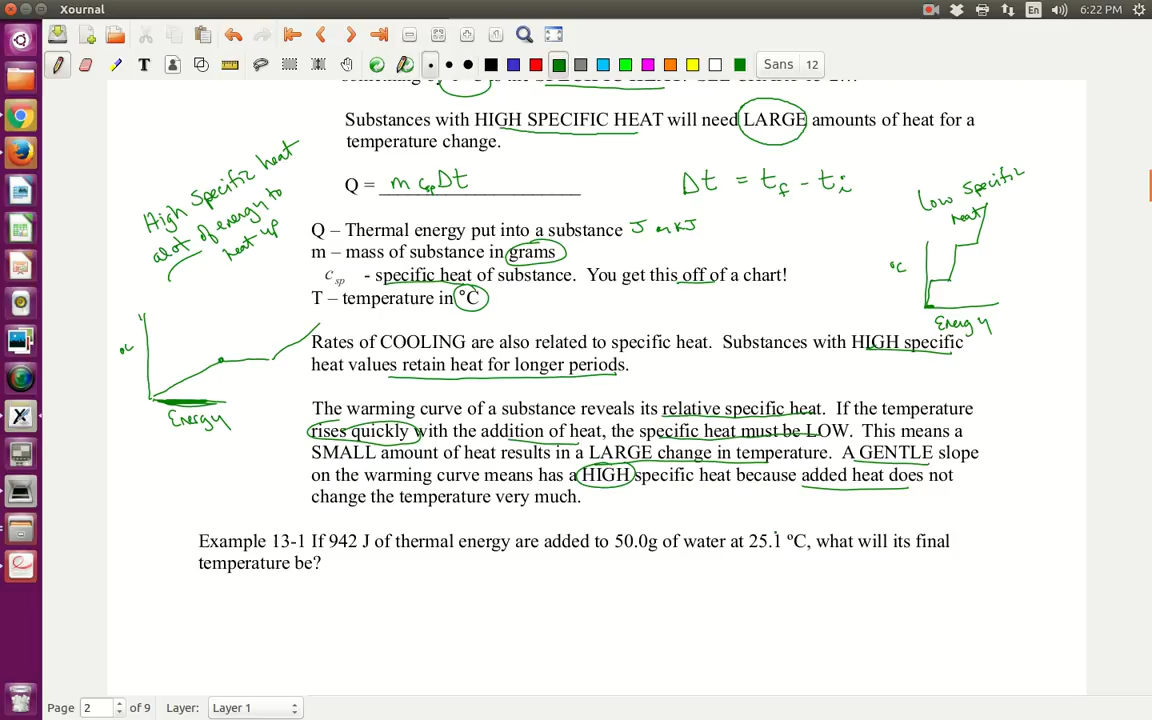 Xournal
En
6:22 PM
T
Sans
12
Substances with HIGH SPECIFIC HEAT will need LARGE amounts of heat for a
temperature change.
Q = m csp Δt
Δt = tf - ti
High Specific heat
alot of energy to
heat up
Low Specific
heat
Q – Thermal energy put into a substance J or kJ
m – mass of substance in grams
c sp - specific heat of substance. You get this off of a chart!
T – temperature in °C
°C
Energy
°C
Energy
Rates of COOLING are also related to specific heat. Substances with HIGH specific
heat values retain heat for longer periods.
The warming curve of a substance reveals its relative specific heat. If the temperature
rises quickly with the addition of heat, the specific heat must be LOW. This means a
SMALL amount of heat results in a LARGE change in temperature. A GENTLE slope
on the warming curve means has a HIGH specific heat because added heat does not
change the temperature very much.
Example 13-1 If 942 J of thermal energy are added to 50.0g of water at 25.1 ºC, what will its final
temperature be?
Page 2 of 9 Layer: Layer 1